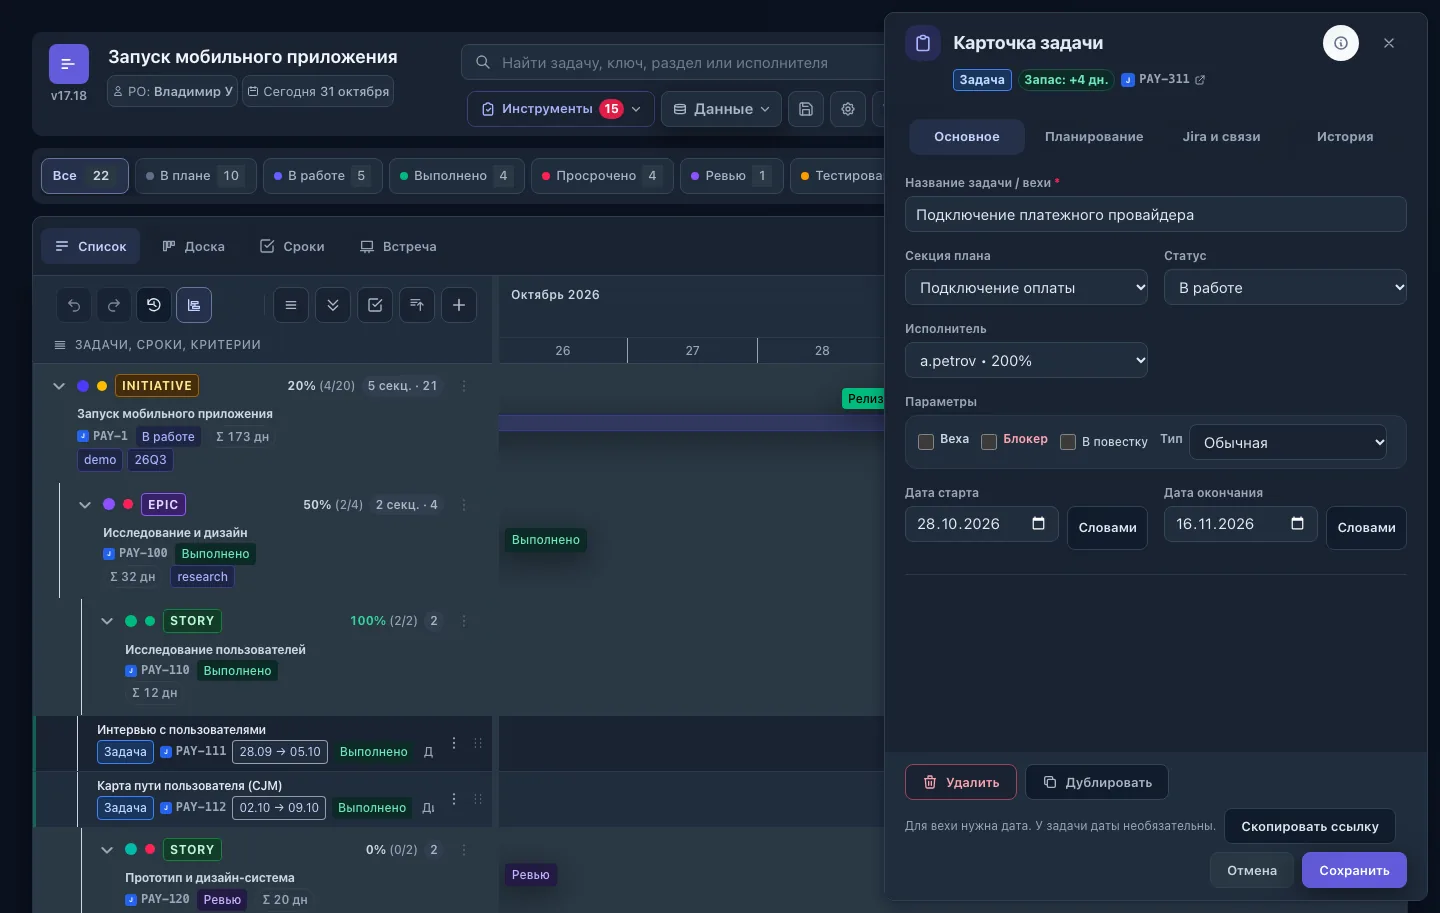 Запуск мобильного приложения
v17.18
PO: Владимир У
Сегодня 31 октября
Найти задачу, ключ, раздел или исполнителя
Инструменты 15
Данные
Все 22
В плане 10
В работе 5
Выполнено 4
Просрочено 4
Ревью 1
Тестирова
Список
Доска
Сроки
Встреча
ЗАДАЧИ, СРОКИ, КРИТЕРИИ
Октябрь 2026
26 27 28
INITIATIVE 20% (4/20) 5 секц. · 21
Запуск мобильного приложения
PAY-1 В работе Σ 173 дн
demo 26Q3
Релиз
EPIC 50% (2/4) 2 секц. · 4
Исследование и дизайн
PAY-100 Выполнено
Σ 32 дн research
Выполнено
STORY 100% (2/2) 2
Исследование пользователей
PAY-110 Выполнено
Σ 12 дн
Интервью с пользователями
Задача PAY-111 28.09 → 05.10 Выполнено Д
Карта пути пользователя (CJM)
Задача PAY-112 02.10 → 09.10 Выполнено
STORY 0% (0/2) 2
Прототип и дизайн-система
PAY-120 Ревью Σ 20 дн
Ревью
Карточка задачи
Задача Запас: +4 дн. PAY-311
Основное
Планирование
Jira и связи
История
Название задачи / вехи *
Подключение платежного провайдера
Секция плана
Подключение оплаты
Статус
В работе
Исполнитель
a.petrov • 200%
Параметры
Веха
Блокер
В повестку
Тип
Обычная
Дата старта
28.10.2026
Словами
Дата окончания
16.11.2026
Словами
Удалить
Дублировать
Для вехи нужна дата. У задачи даты необязательны.
Скопировать ссылку
Отмена
Сохранить